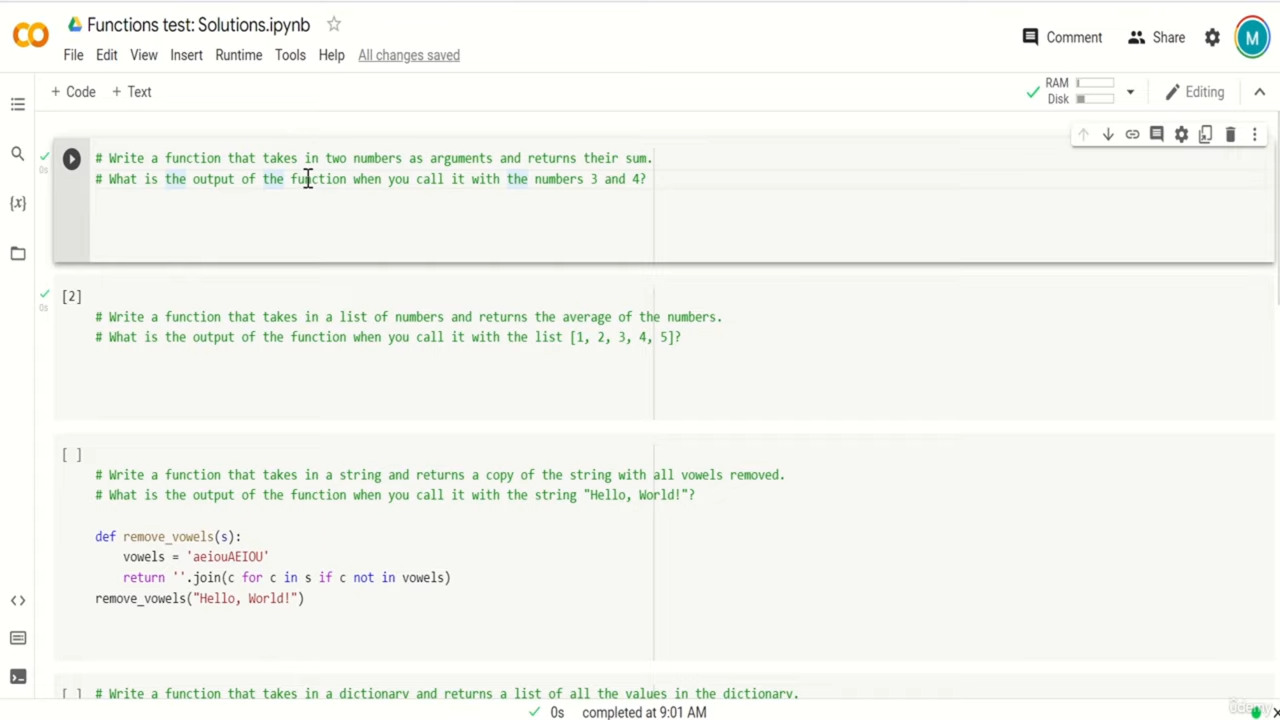 Functions test: Solutions.ipynb
File Edit View Insert Runtime Tools Help All changes saved
Comment Share M
+ Code + Text
RAM
Disk
Editing
0s
# Write a function that takes in two numbers as arguments and returns their sum.
# What is the output of the function when you call it with the numbers 3 and 4?
{x}
0s
[2]
# Write a function that takes in a list of numbers and returns the average of the numbers.
# What is the output of the function when you call it with the list [1, 2, 3, 4, 5]?
[ ]
# Write a function that takes in a string and returns a copy of the string with all vowels removed.
# What is the output of the function when you call it with the string "Hello, World!"?
def remove_vowels(s):
vowels = 'aeiouAEIOU'
return ''.join(c for c in s if c not in vowels)
remove_vowels("Hello, World!")
[ ] # Write a function that takes in a dictionary and returns a list of all the values in the dictionary.
0s completed at 9:01 AM
ûdemy